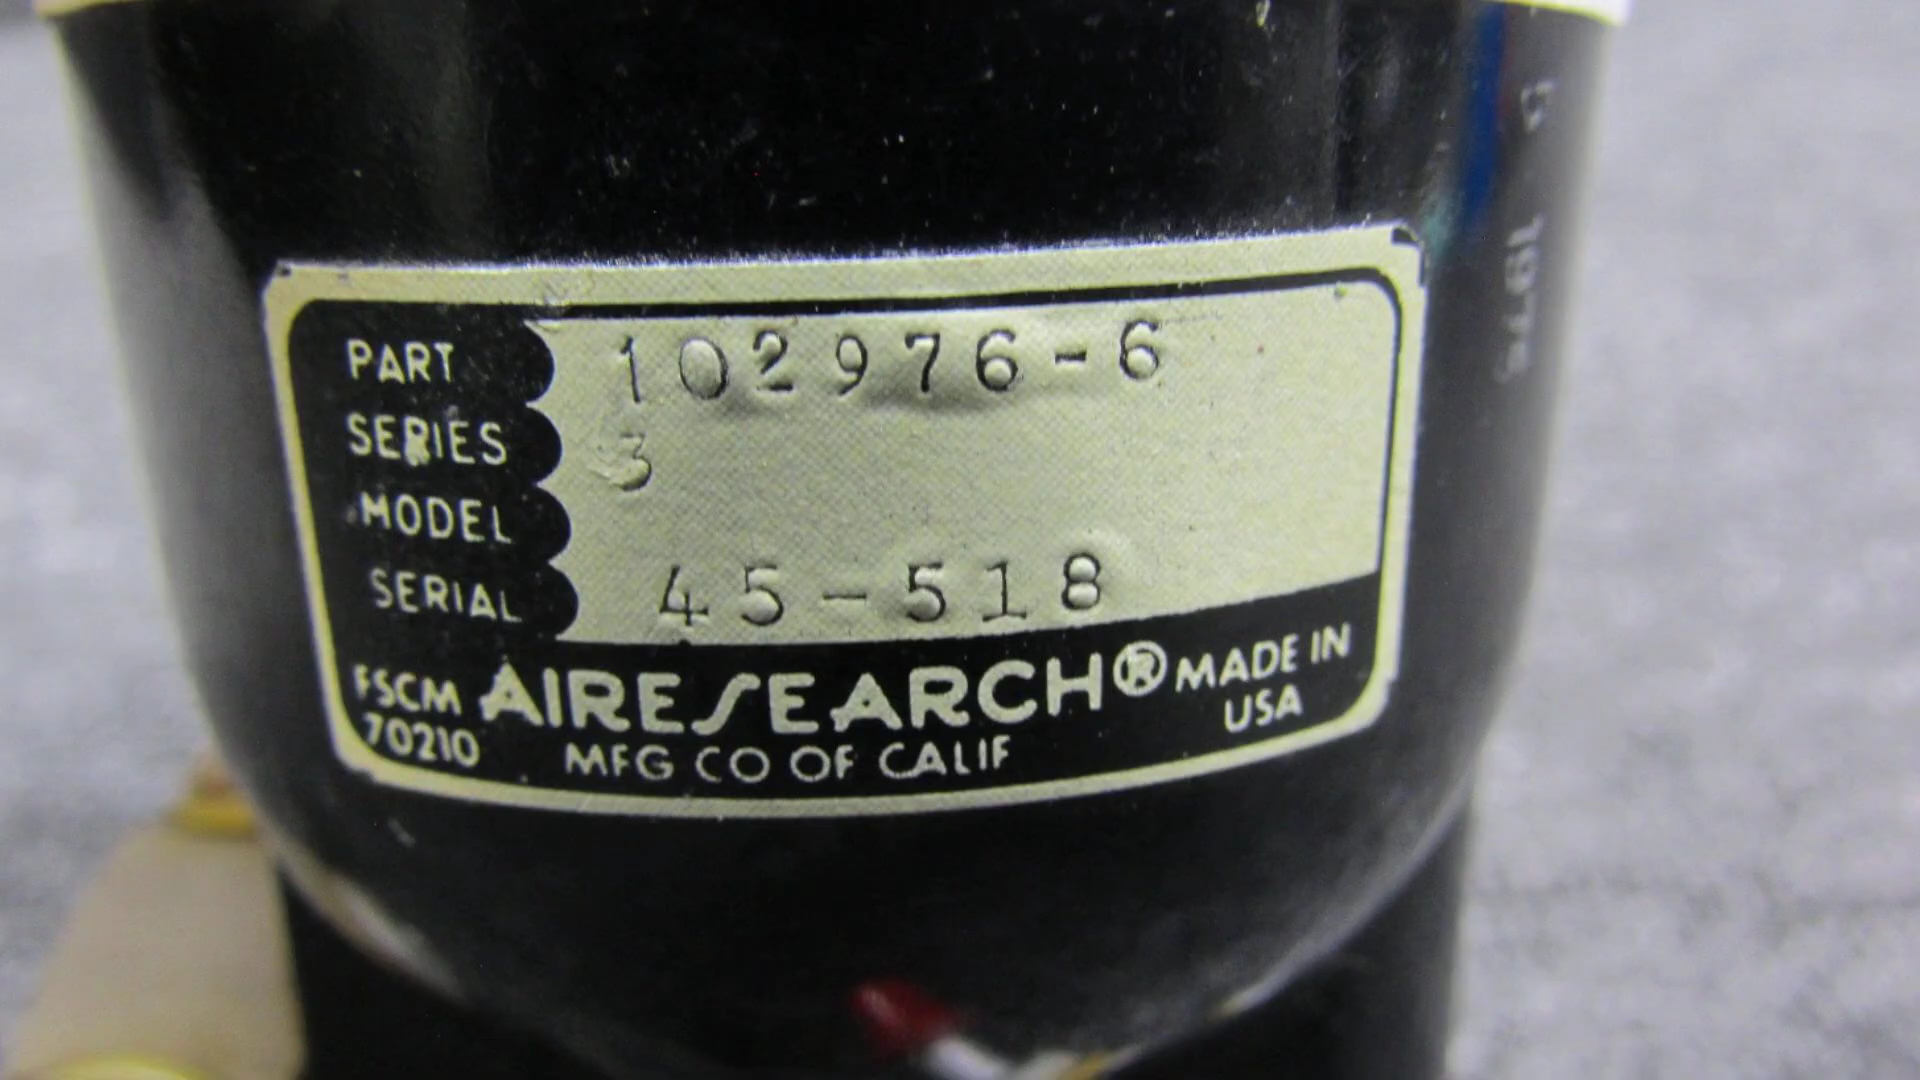 PART 102976-6
SERIES 3
MODEL
SERIAL 45-518
FSCM 70210
AIRESEARCH® MADE IN USA
MFG CO OF CALIF